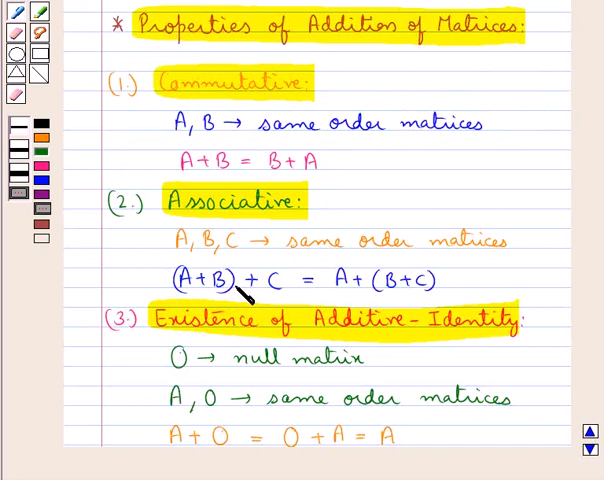 * Properties of Addition of Matrices:
(1.) Commutative:
A, B → same order matrices
A+B = B+A
(2.) Associative:
A, B, C → same order matrices
(A+B) + C = A+ (B+C)
(3.) Existence of Additive-Identity:
O → null matrix
A, O → same order matrices
A + O = O + A = A